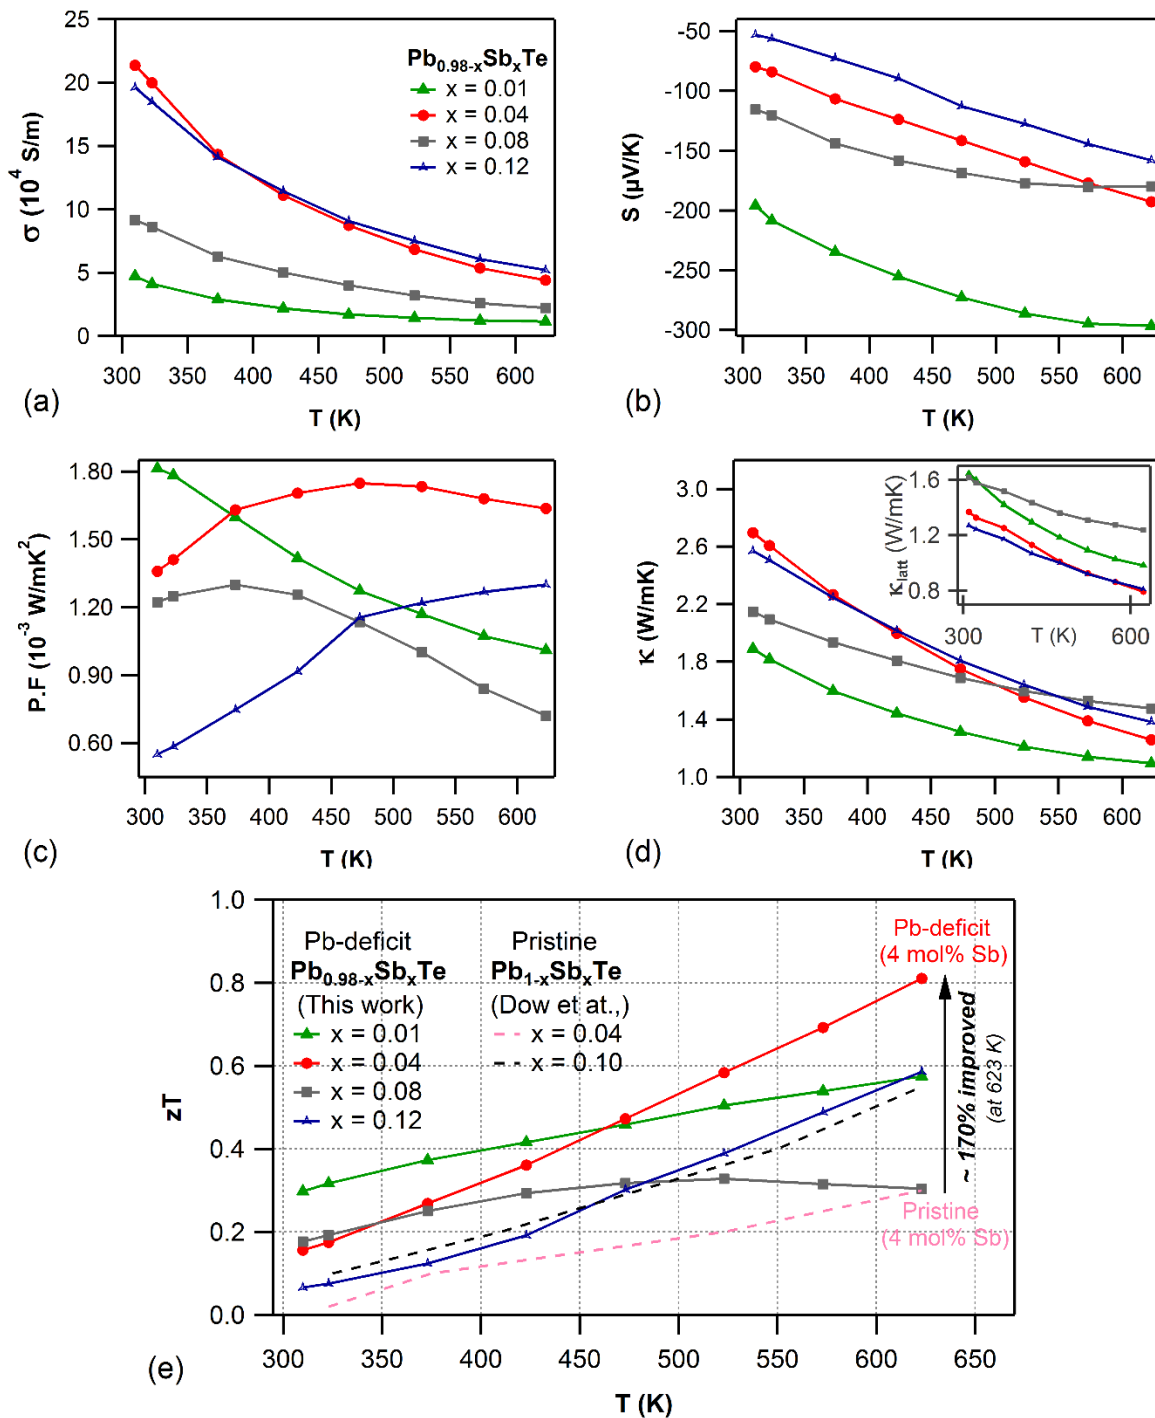 25
20
15
10
5
0
σ (10⁴ S/m)
Pb₀.₉₈₋ₓSbₓTe
x = 0.01
x = 0.04
x = 0.08
x = 0.12
300 350 400 450 500 550 600
(a)
T (K)
-50
-100
-150
-200
-250
-300
S (µV/K)
300 350 400 450 500 550 600
(b)
T (K)
1.80
1.50
1.20
0.90
0.60
P.F (10⁻³ W/mK²)
300 350 400 450 500 550 600
(c)
T (K)
3.0
2.6
2.2
1.8
1.4
1.0
κ (W/mK)
1.6
1.2
0.8
κlatt (W/mK)
300 T (K) 600
300 350 400 450 500 550 600
(d)
T (K)
1.0
0.8
0.6
0.4
0.2
0.0
zT
Pb-deficit
Pb₀.₉₈₋ₓSbₓTe
(This work)
x = 0.01
x = 0.04
x = 0.08
x = 0.12
Pristine
Pb₁₋ₓSbₓTe
(Dow et at.,)
x = 0.04
x = 0.10
Pb-deficit
(4 mol% Sb)
~ 170% improved
(at 623 K)
Pristine
(4 mol% Sb)
300 350 400 450 500 550 600 650
(e)
T (K)